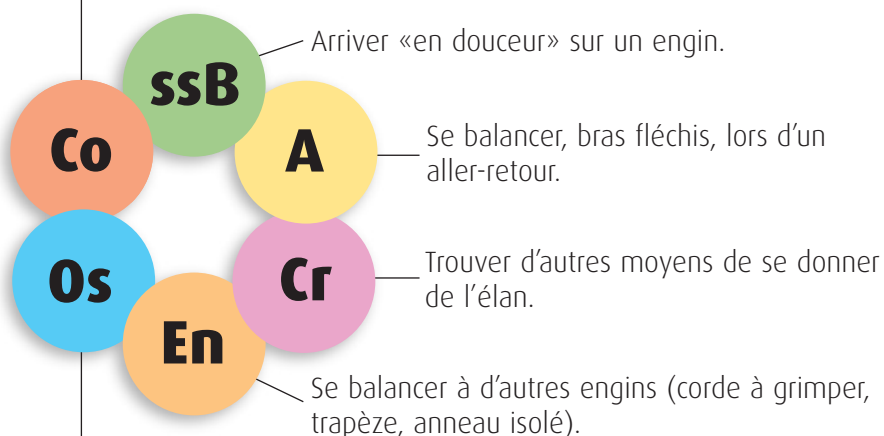 ssB
Arriver «en douceur» sur un engin.
Co
A
Se balancer, bras fléchis, lors d’un
aller-retour.
Os
Cr
Trouver d’autres moyens de se donner
de l’élan.
En
Se balancer à d’autres engins (corde à grimper,
trapèze, anneau isolé).